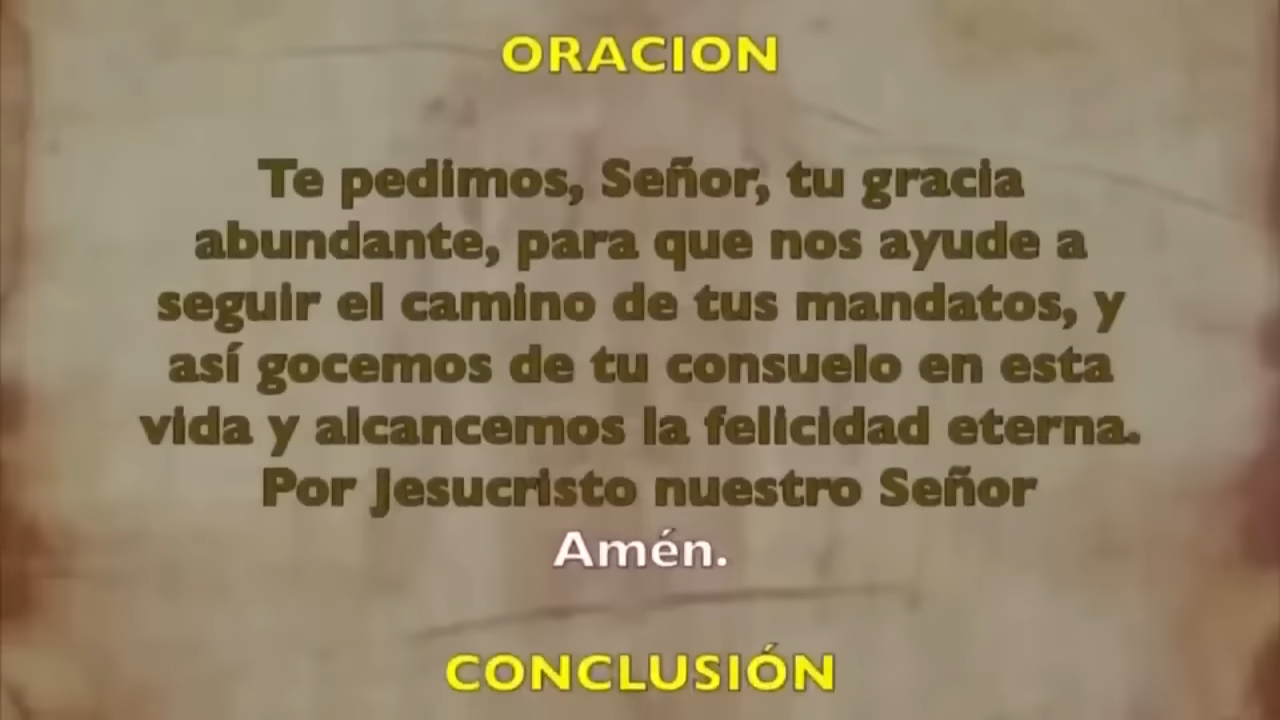 ORACION
Te pedimos, Señor, tu gracia
abundante, para que nos ayude a
seguir el camino de tus mandatos, y
así gocemos de tu consuelo en esta
vida y alcancemos la felicidad eterna.
Por Jesucristo nuestro Señor
Amén.
CONCLUSIÓN